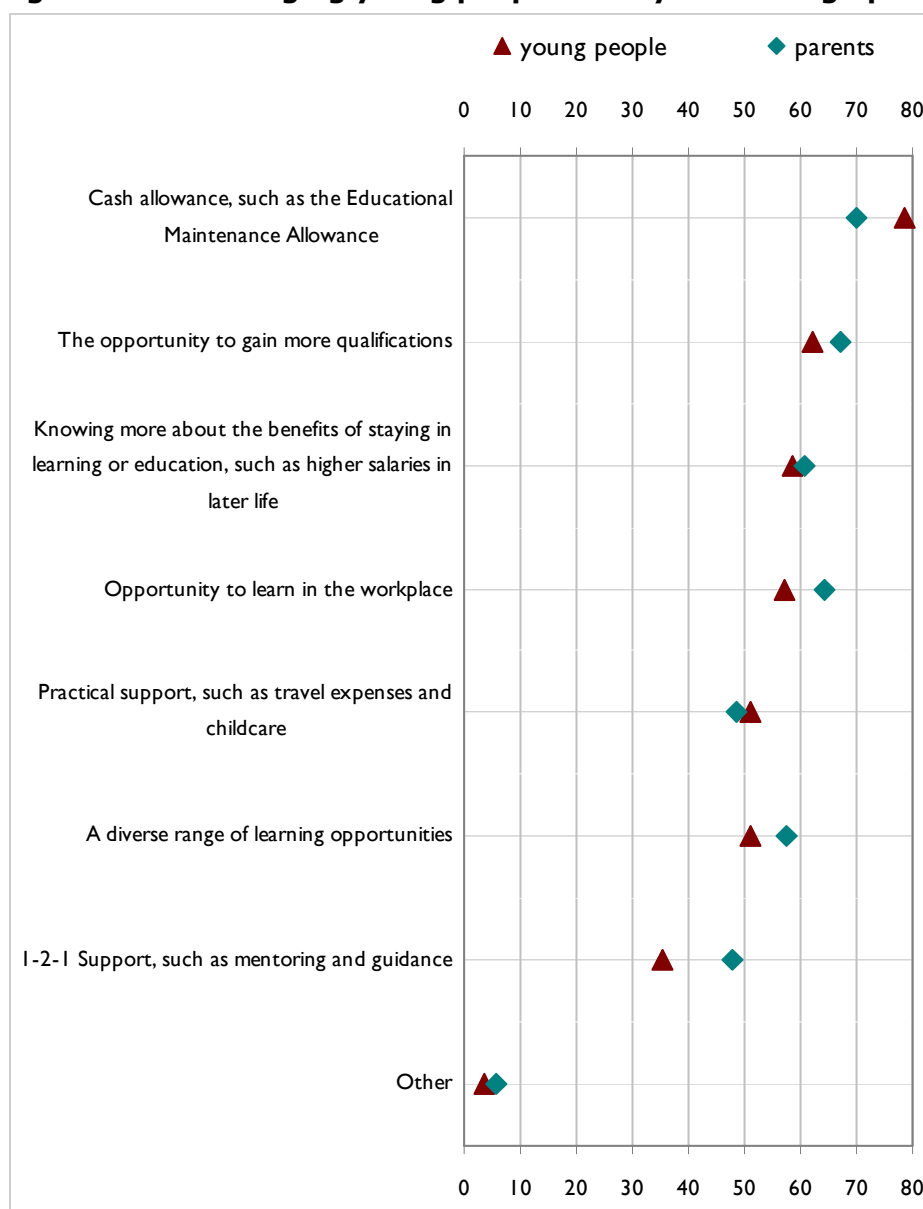 young people parents
0 10 20 30 40 50 60 70 80
Cash allowance, such as the Educational
Maintenance Allowance
The opportunity to gain more qualifications
Knowing more about the benefits of staying in
learning or education, such as higher salaries in
later life
Opportunity to learn in the workplace
Practical support, such as travel expenses and
childcare
A diverse range of learning opportunities
1-2-1 Support, such as mentoring and guidance
Other
0 10 20 30 40 50 60 70 80